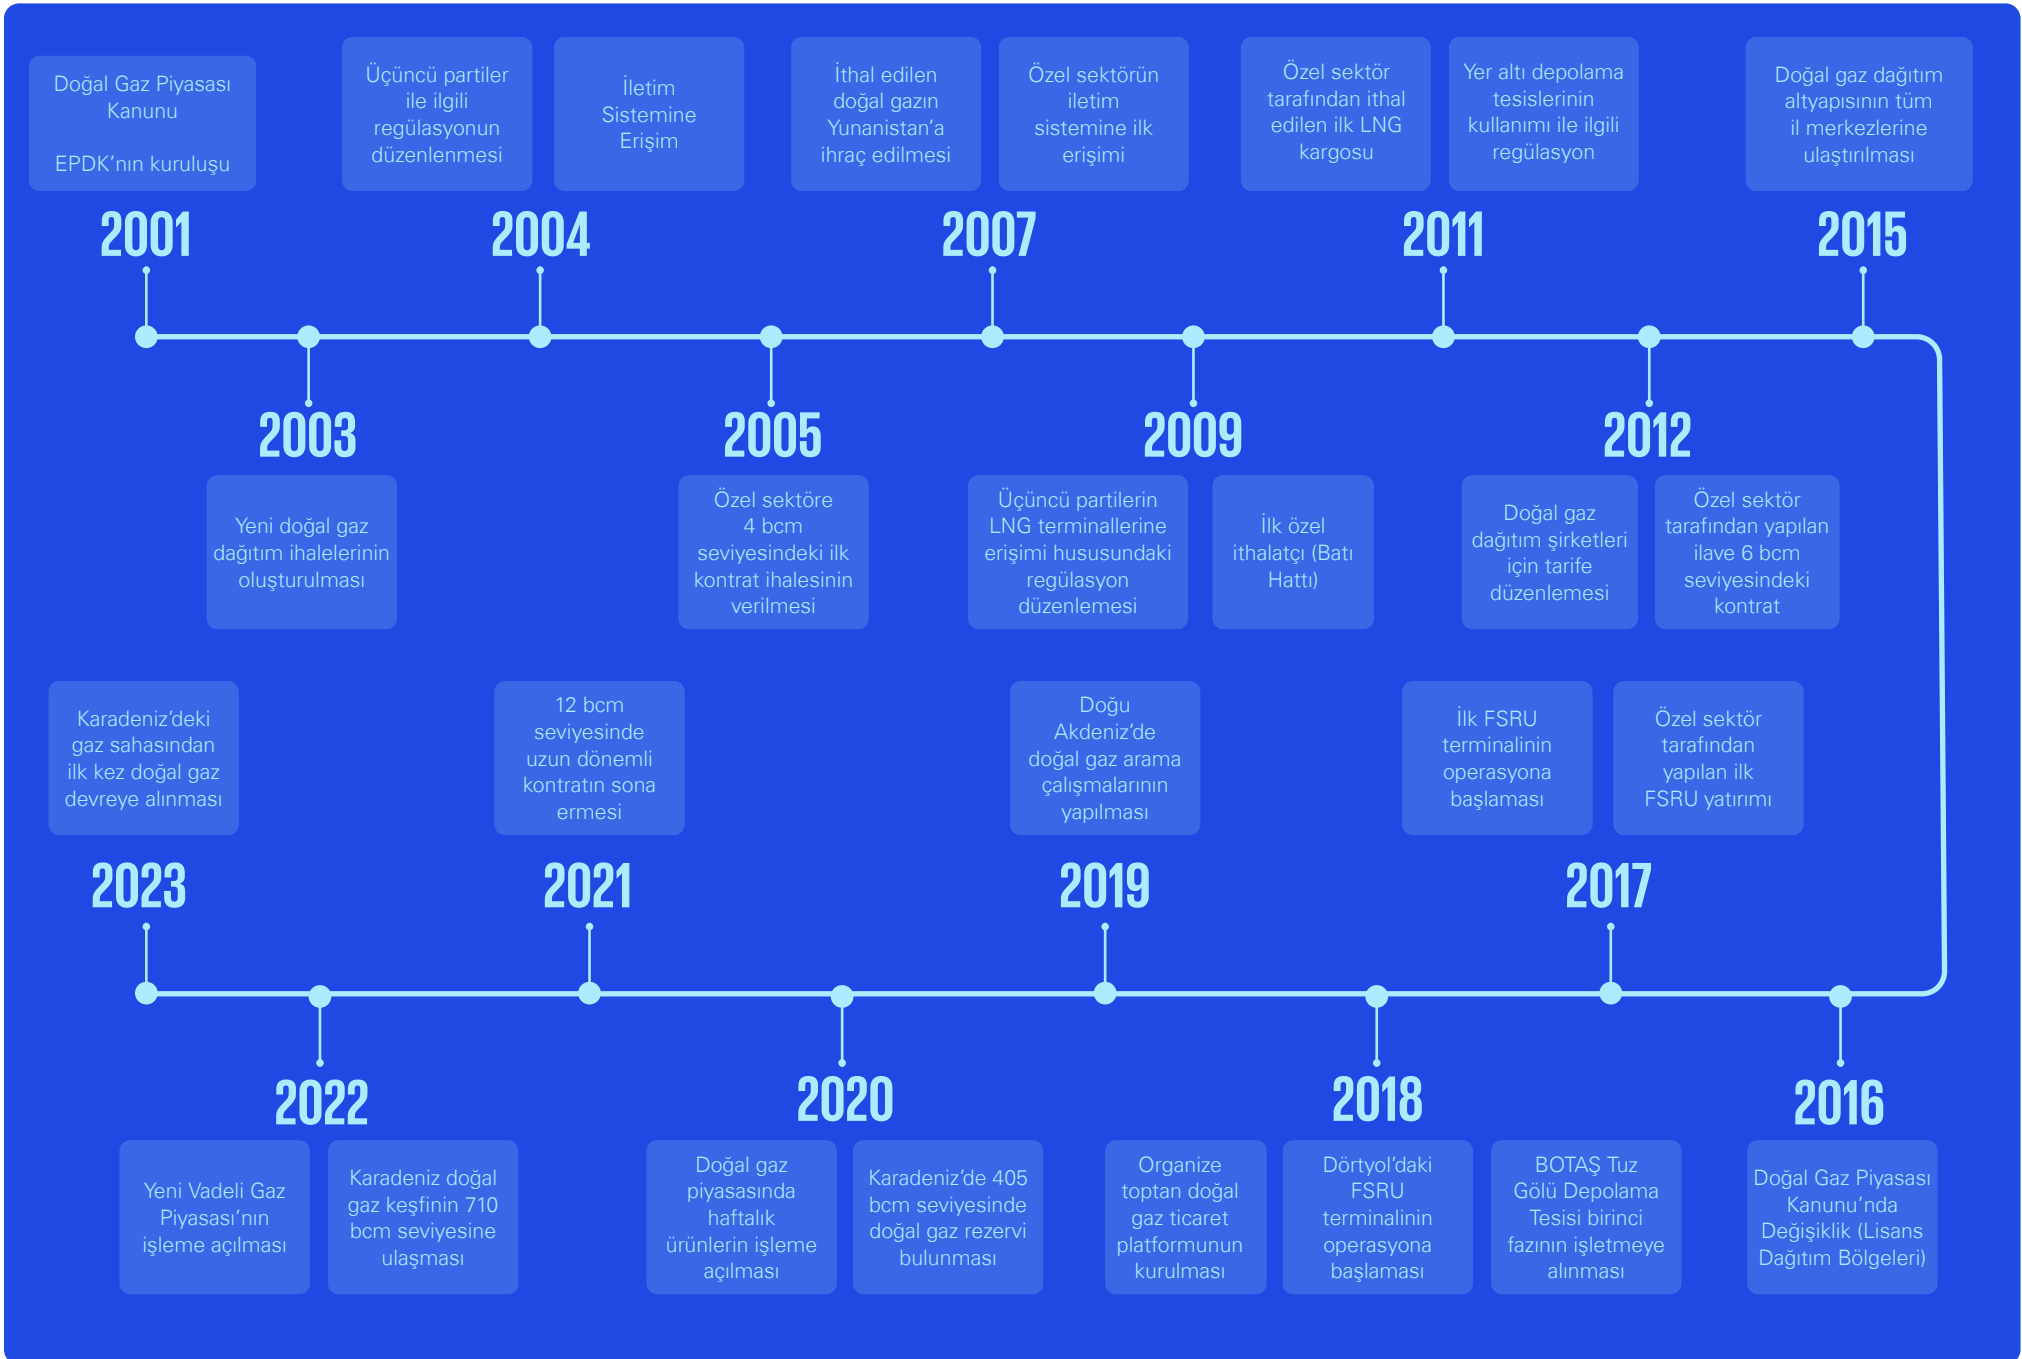 Doğal Gaz Piyasası
Kanunu
EPDK’nın kuruluşu
2001
Yeni doğal gaz
dağıtım ihalelerinin
oluşturulması
2003
Üçüncü partiler
ile ilgili
regülasyonun
düzenlenmesi
İletim
Sistemine
Erişim
2004
2005
Özel sektöre
4 bcm
seviyesindeki ilk
kontrat ihalesinin
verilmesi
İthal edilen
doğal gazın
Yunanistan’a
ihraç edilmesi
Özel sektörün
iletim
sistemine ilk
erişimi
2007
2009
Üçüncü partilerin
LNG terminallerine
erişimi hususundaki
regülasyon
düzenlemesi
İlk özel
ithalatçı (Batı
Hattı)
Özel sektör
tarafından ithal
edilen ilk LNG
kargosu
Yer altı depolama
tesislerinin
kullanımı ile ilgili
regülasyon
2011
2012
Doğal gaz
dağıtım şirketleri
için tarife
düzenlemesi
Özel sektör
tarafından yapılan
ilave 6 bcm
seviyesindeki
kontrat
Doğal gaz dağıtım
altyapısının tüm
il merkezlerine
ulaştırılması
2015
2016
Doğal Gaz Piyasası
Kanunu’nda
Değişiklik (Lisans
Dağıtım Bölgeleri)
İlk FSRU
terminalinin
operasyona
başlaması
Özel sektör
tarafından
yapılan ilk
FSRU yatırımı
2017
2018
Organize
toptan doğal
gaz ticaret
platformunun
kurulması
Dörtyol’daki
FSRU
terminalinin
operasyona
başlaması
BOTAŞ Tuz
Gölü Depolama
Tesisi birinci
fazının işletmeye
alınması
Doğu
Akdeniz’de
doğal gaz arama
çalışmalarının
yapılması
2019
2020
Doğal gaz
piyasasında
haftalık
ürünlerin işleme
açılması
Karadeniz’de 405
bcm seviyesinde
doğal gaz rezervi
bulunması
12 bcm
seviyesinde
uzun dönemli
kontratın sona
ermesi
2021
2022
Yeni Vadeli Gaz
Piyasası’nın
işleme açılması
Karadeniz doğal
gaz keşfinin 710
bcm seviyesine
ulaşması
Karadeniz’deki
gaz sahasından
ilk kez doğal gaz
devreye alınması
2023